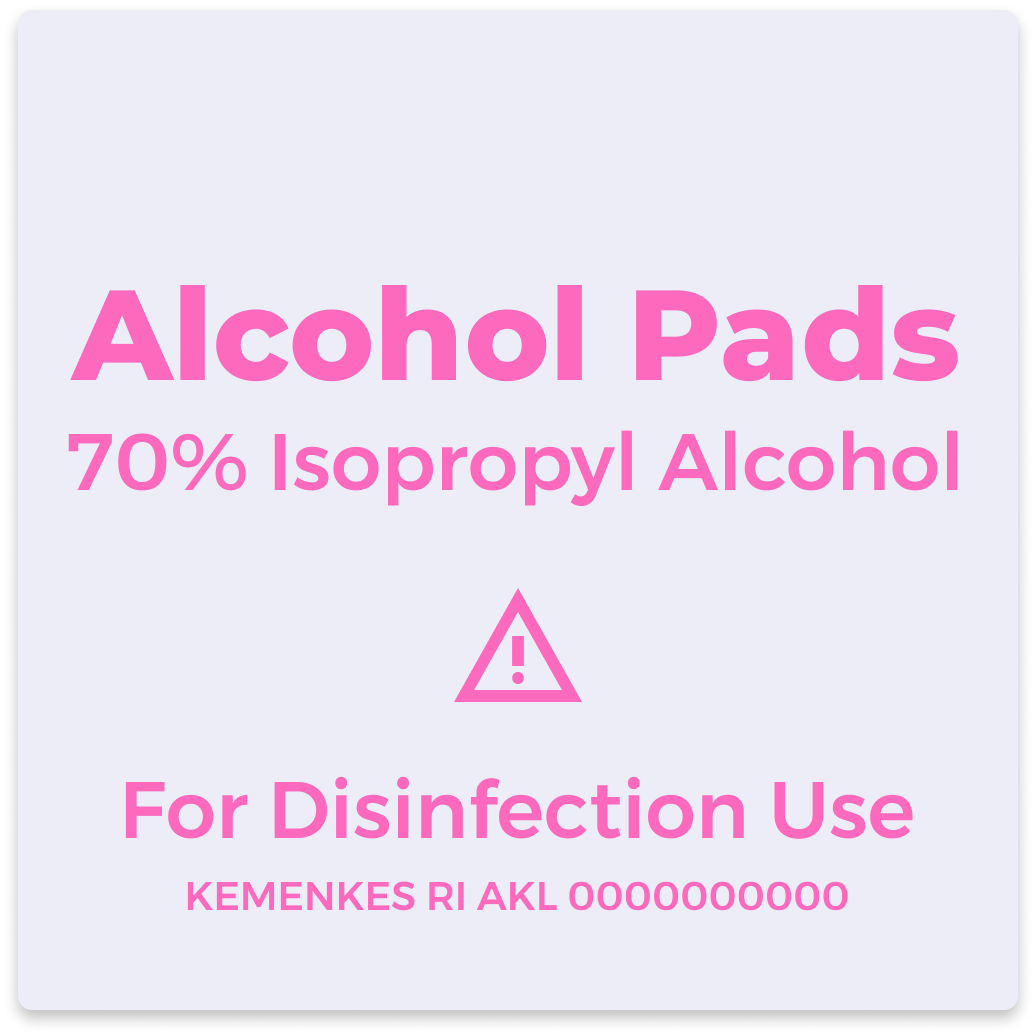 Alcohol Pads
70% Isopropyl Alcohol
!
For Disinfection Use
KEMENKES RI AKL 0000000000